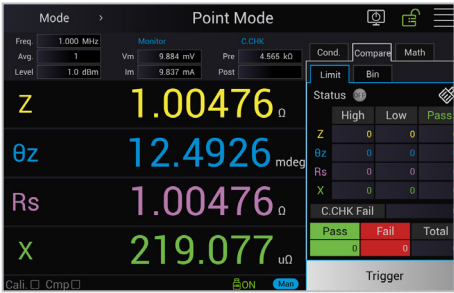 Mode > Point Mode
Freq. 1.000 MHz Monitor C.CHK
Avg. 1 Vm 9.884 mV Pre 4.565 kΩ
Level 1.0 dBm Im 9.837 mA Post
Cond. Compare Math
Limit Bin
Status OFF
High Low Pass
Z 0 0
θz 0 0
Rs 0 0
X 0 0
C.CHK Fail
Pass Fail Total
0 0
Trigger
Z 1.00476 Ω
θz 12.4926 mdeg
Rs 1.00476 Ω
X 219.077 uΩ
Cali. Cmp ON Man